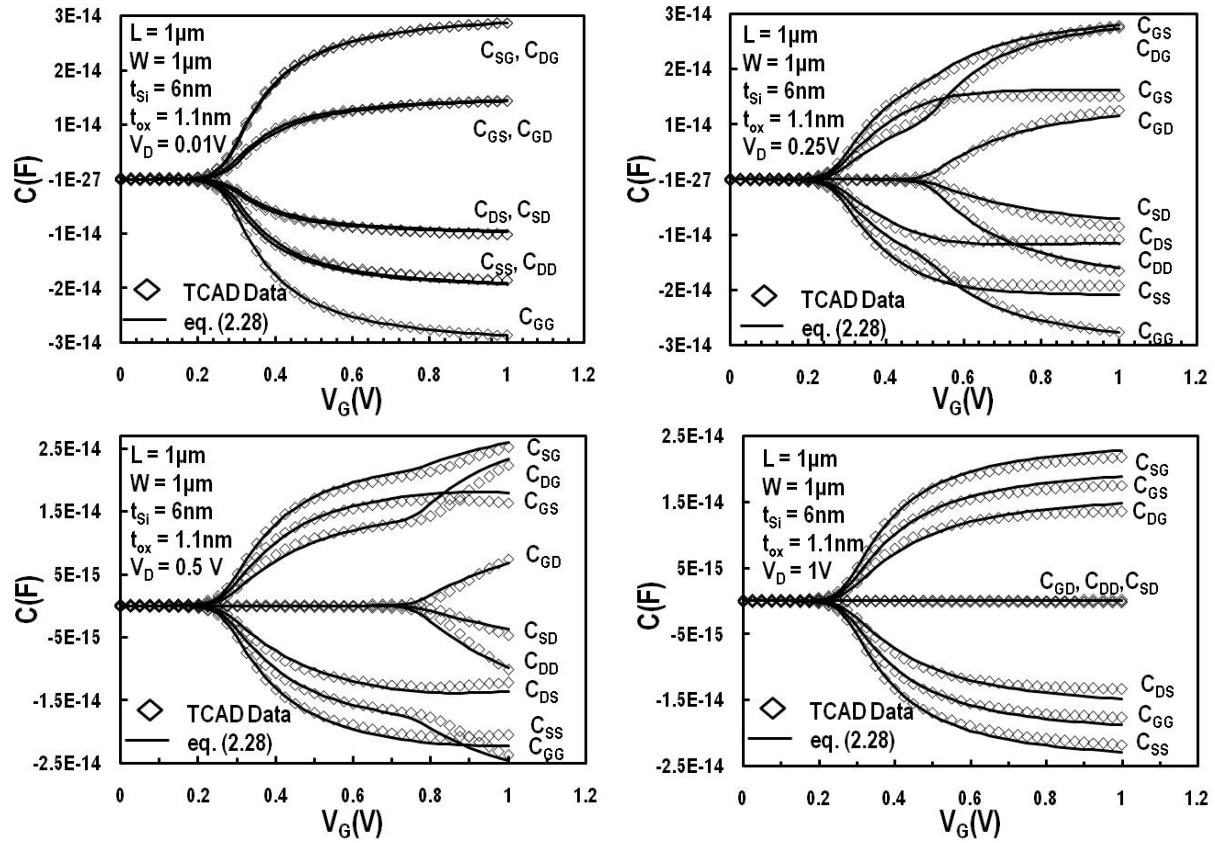 3E-14
2E-14
1E-14
-1E-27
-1E-14
-2E-14
-3E-14
C(F)
L = 1µm
W = 1µm
tSi = 6nm
tox = 1.1nm
VD = 0.01V
CSG, CDG
CGS, CGD
CDS, CSD
CSS, CDD
CGG
TCAD Data
eq. (2.28)
0 0.2 0.4 0.6 0.8 1 1.2
VG(V)
3E-14
2E-14
1E-14
-1E-27
-1E-14
-2E-14
-3E-14
C(F)
L = 1µm
W = 1µm
tSi = 6nm
tox = 1.1nm
VD = 0.25V
CGS
CDG
CGS
CGD
CSD
CDS
CDD
CSS
CGG
TCAD Data
eq. (2.28)
0 0.2 0.4 0.6 0.8 1 1.2
VG(V)
2.5E-14
1.5E-14
5E-15
-5E-15
-1.5E-14
-2.5E-14
C(F)
L = 1µm
W = 1µm
tSi = 6nm
tox = 1.1nm
VD = 0.5 V
CSG
CDG
CGS
CGD
CSD
CDD
CDS
CSS
CGG
TCAD Data
eq. (2.28)
0 0.2 0.4 0.6 0.8 1 1.2
VG(V)
2.5E-14
1.5E-14
5E-15
-5E-15
-1.5E-14
-2.5E-14
C(F)
L = 1µm
W = 1µm
tSi = 6nm
tox = 1.1nm
VD = 1V
CSG
CGS
CDG
CGD, CDD, CSD
CDS
CGG
CSS
TCAD Data
eq. (2.28)
0 0.2 0.4 0.6 0.8 1 1.2
VG(V)